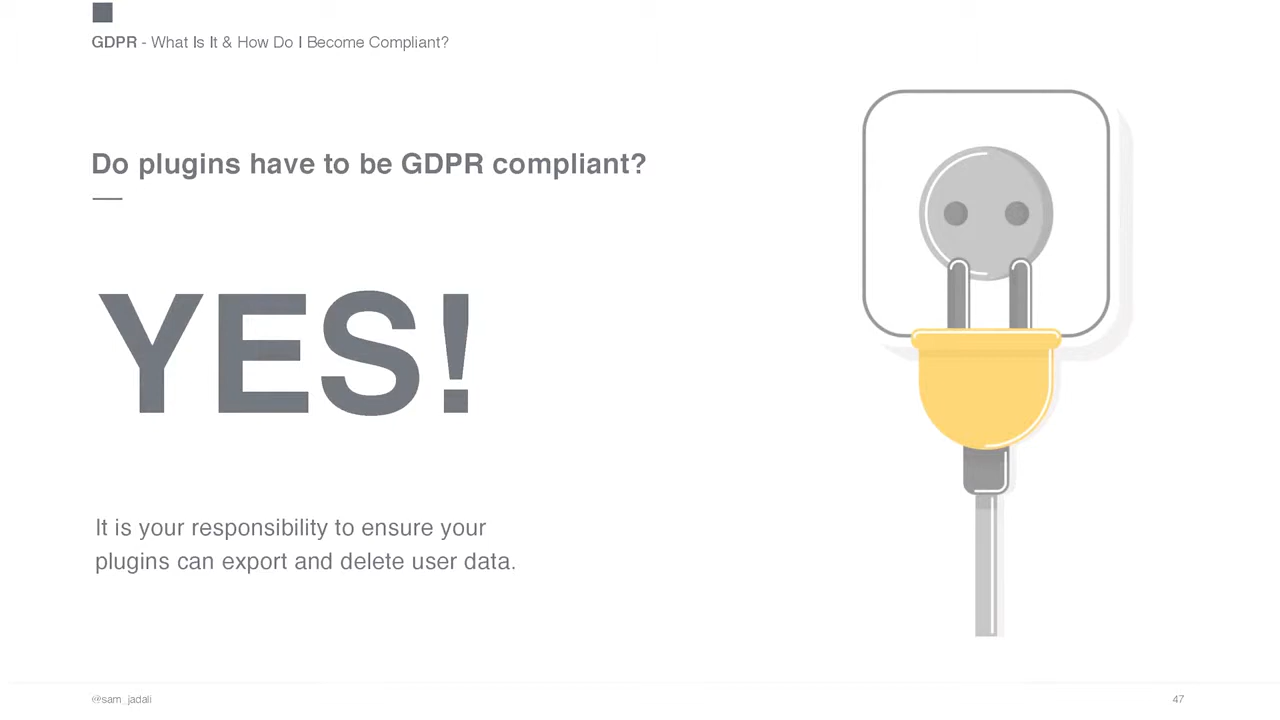 GDPR - What Is It & How Do I Become Compliant?
Do plugins have to be GDPR compliant?
YES!
It is your responsibility to ensure your
plugins can export and delete user data.
@sam_jadali
47